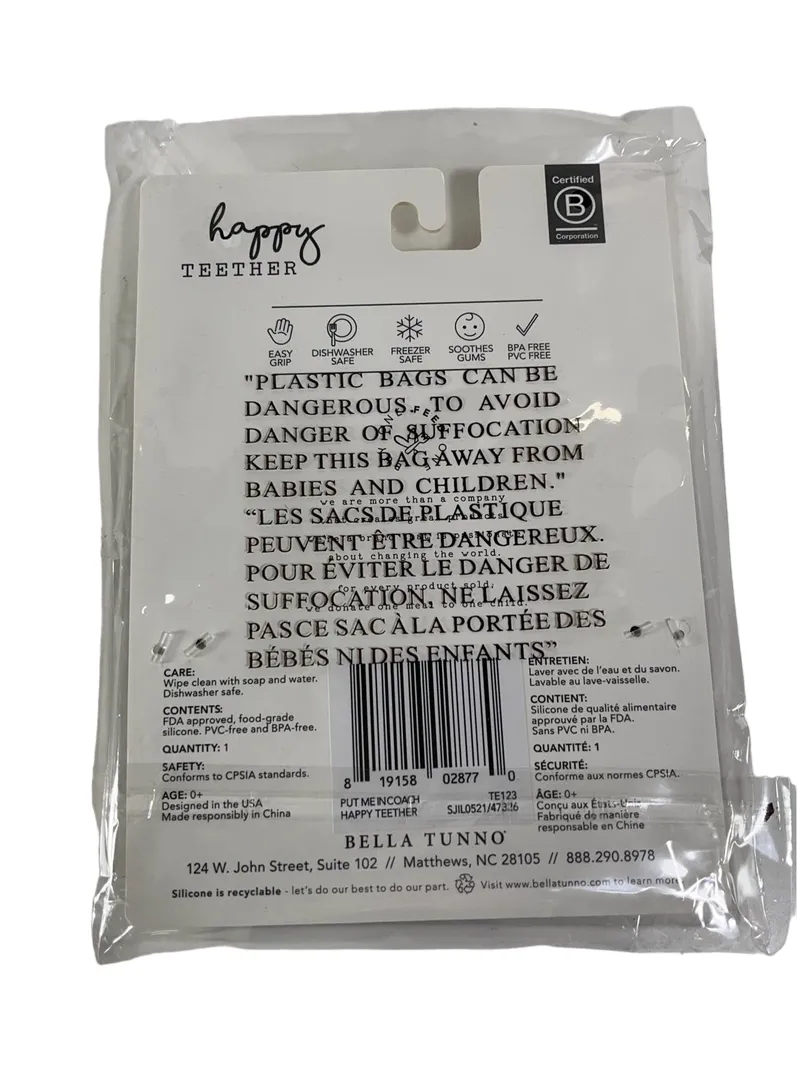 happy
TEETHER
Certified
B
Corporation
EASY
GRIP
DISHWASHER
SAFE
FREEZER
SAFE
SOOTHES
GUMS
BPA FREE
PVC FREE
"PLASTIC BAGS CAN BE
DANGEROUS. TO AVOID
DANGER OF SUFFOCATION
KEEP THIS BAG AWAY FROM
BABIES AND CHILDREN."
we are more than a company
“LES SACS DE PLASTIQUE
PEUVENT ÊTRE DANGEREUX.
about changing the world.
POUR ÉVITER LE DANGER DE
for every product sold,
SUFFOCATION, NE LAISSEZ
we donate one meal to one child.
PAS CE SAC À LA PORTÉE DES
BÉBÉS NI DES ENFANTS”
CARE:
Wipe clean with soap and water.
Dishwasher safe.
CONTENTS:
FDA approved, food-grade
silicone. PVC-free and BPA-free.
QUANTITY: 1
SAFETY:
Conforms to CPSIA standards.
AGE: 0+
Designed in the USA
Made responsibly in China
8 19158 02877 0
PUT ME IN COACH
HAPPY TEETHER
TE123
ENTRETIEN:
Laver avec de l'eau et du savon.
Lavable au lave-vaisselle.
CONTIENT:
Silicone de qualité alimentaire
approuvé par la FDA.
Sans PVC ni BPA.
QUANTITÉ: 1
SÉCURITÉ:
Conforme aux normes CPSIA.
ÂGE: 0+
Conçu aux États-Unis
Fabriqué de manière
responsable en Chine
BELLA TUNNO
124 W. John Street, Suite 102 // Matthews, NC 28105 // 888.290.8978
Silicone is recyclable - let's do our best to do our part. Visit www.bellatunno.com to learn more